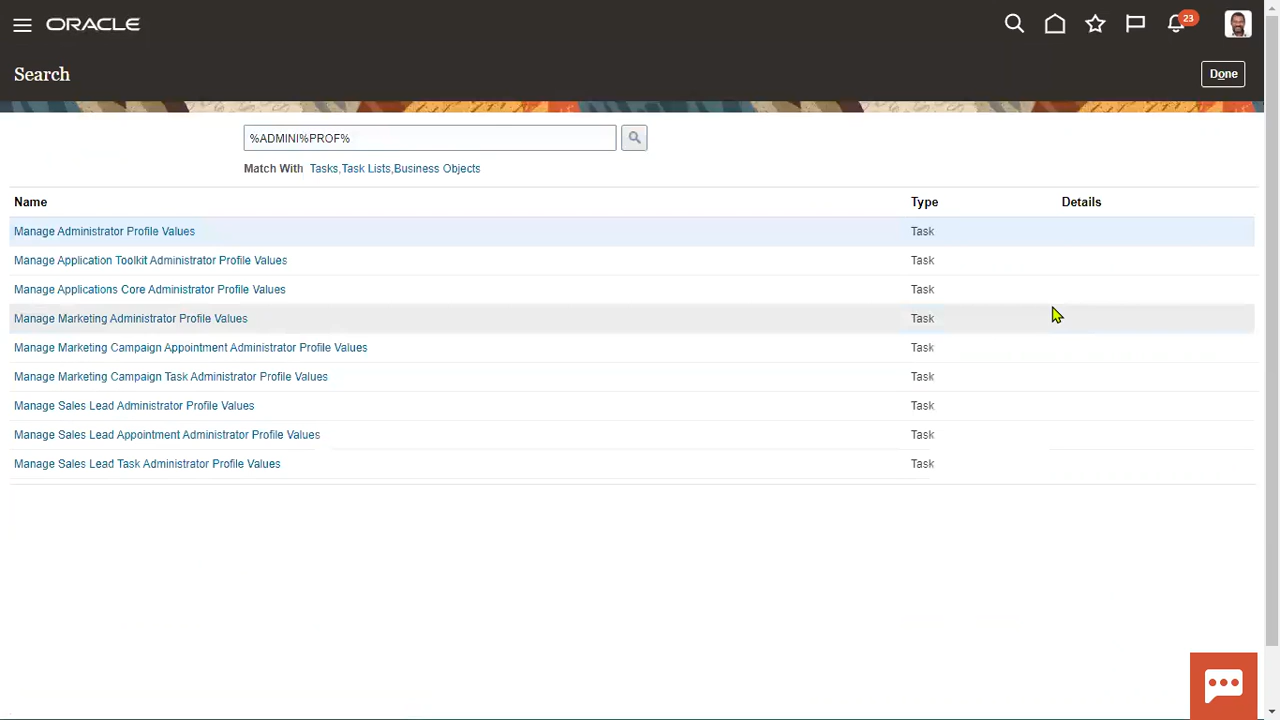 ORACLE
23
Search
Done
%ADMINI%PROF%
Match With Tasks,Task Lists,Business Objects
Name Type Details
Manage Administrator Profile Values Task
Manage Application Toolkit Administrator Profile Values Task
Manage Applications Core Administrator Profile Values Task
Manage Marketing Administrator Profile Values Task
Manage Marketing Campaign Appointment Administrator Profile Values Task
Manage Marketing Campaign Task Administrator Profile Values Task
Manage Sales Lead Administrator Profile Values Task
Manage Sales Lead Appointment Administrator Profile Values Task
Manage Sales Lead Task Administrator Profile Values Task